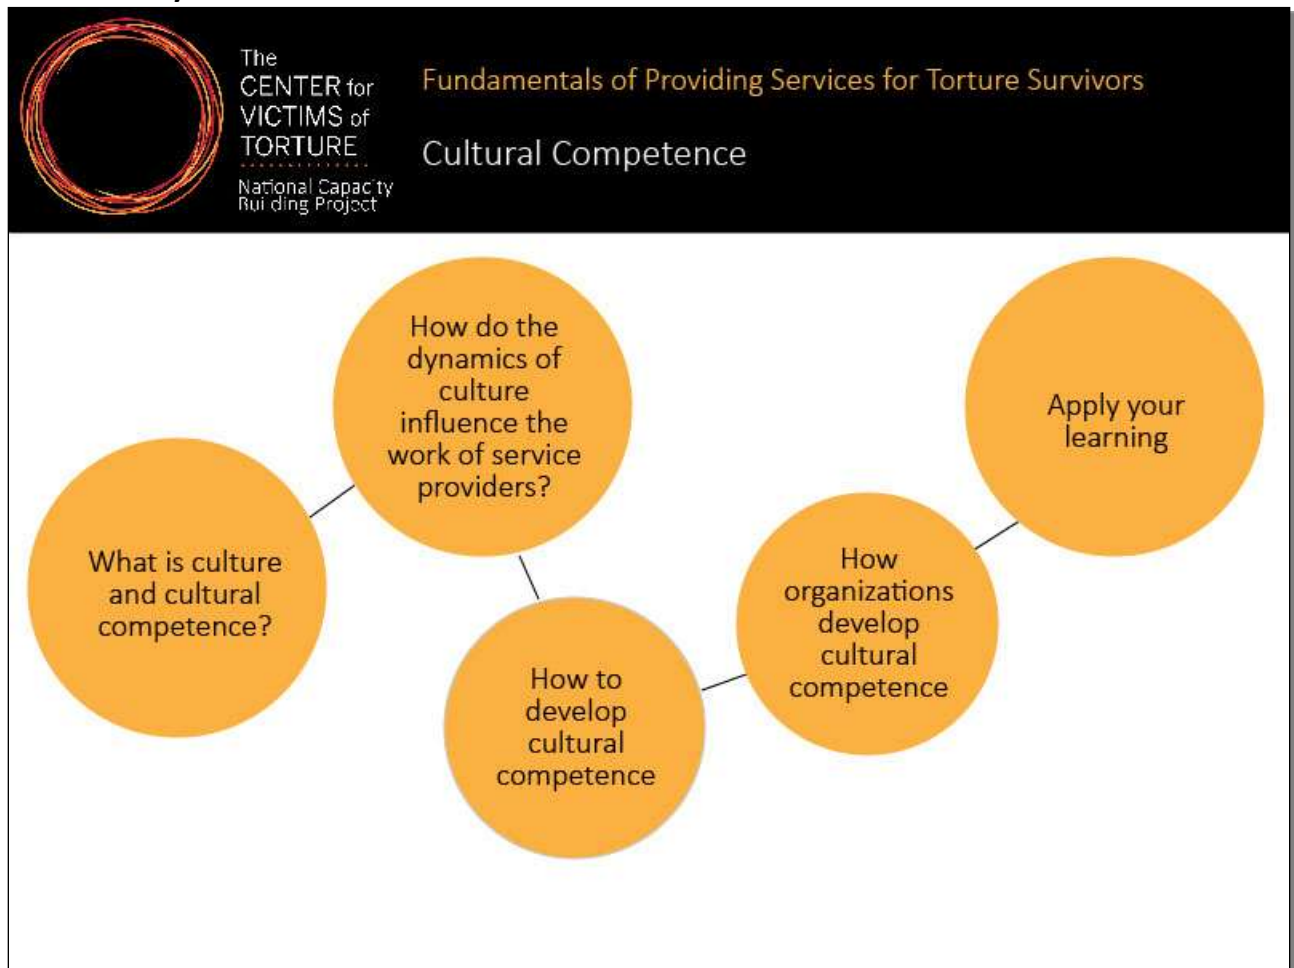 The
CENTER for
VICTIMS of
TORTURE
National Capacity
Building Project
Fundamentals of Providing Services for Torture Survivors
Cultural Competence
What is culture
and cultural
competence?
How do the
dynamics of
culture
influence the
work of service
providers?
How to
develop
cultural
competence
How
organizations
develop
cultural
competence
Apply your
learning